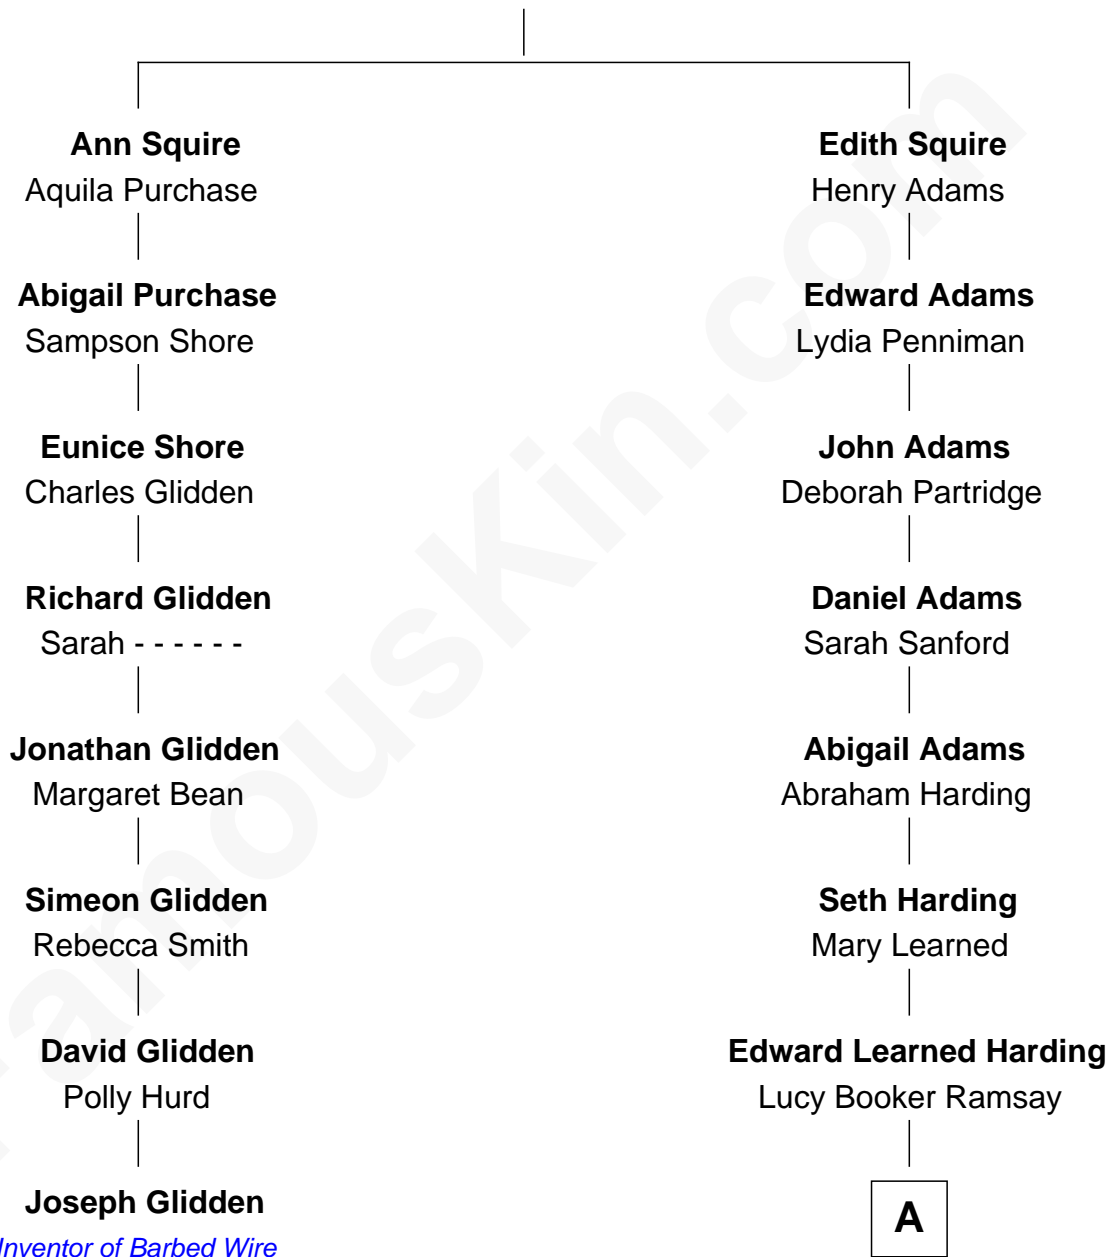 Ann Squire
Aquila Purchase
Abigail Purchase
Sampson Shore
Eunice Shore
Charles Glidden
Richard Glidden
Sarah - - - - - -
Jonathan Glidden
Margaret Bean
Simeon Glidden
Rebecca Smith
David Glidden
Polly Hurd
Joseph Glidden
Inventor of Barbed Wire
Edith Squire
Henry Adams
Edward Adams
Lydia Penniman
John Adams
Deborah Partridge
Daniel Adams
Sarah Sanford
Abigail Adams
Abraham Harding
Seth Harding
Mary Learned
Edward Learned Harding
Lucy Booker Ramsay
A
FamousKin.com